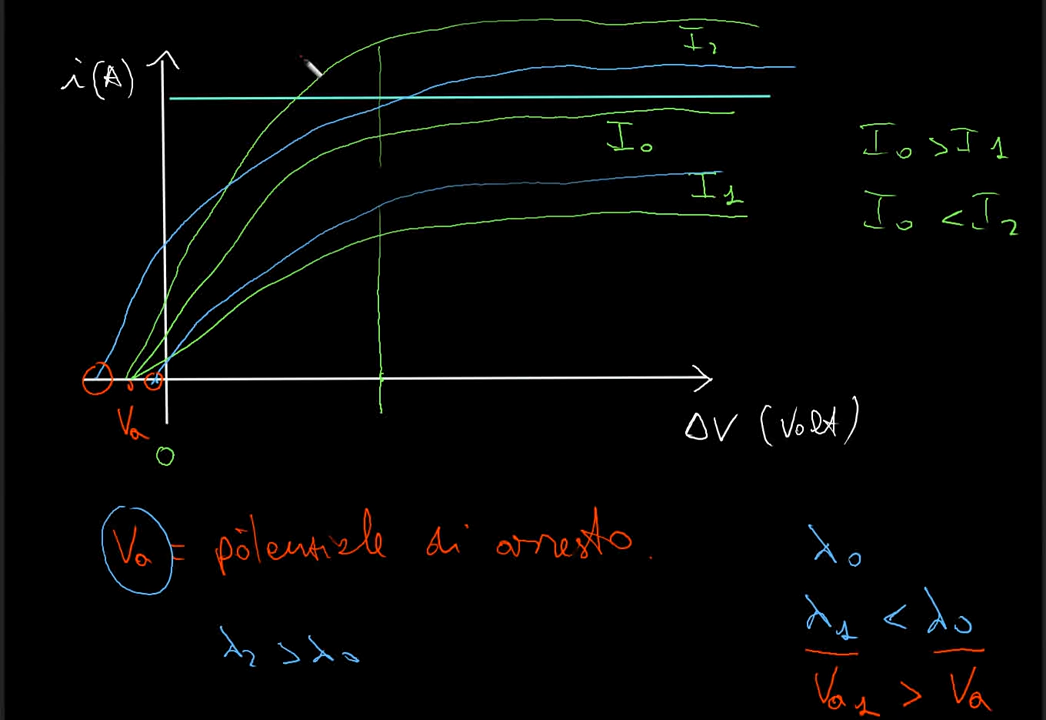 i(A)
I₂
I₀
I₁
I₀ > I₁
I₀ < I₂
Va
0
ΔV (Volt)
Va = potenziale di arresto.
λ₀
λ₁ < λ₀
Va₁ > Va
λ₂ > λ₀